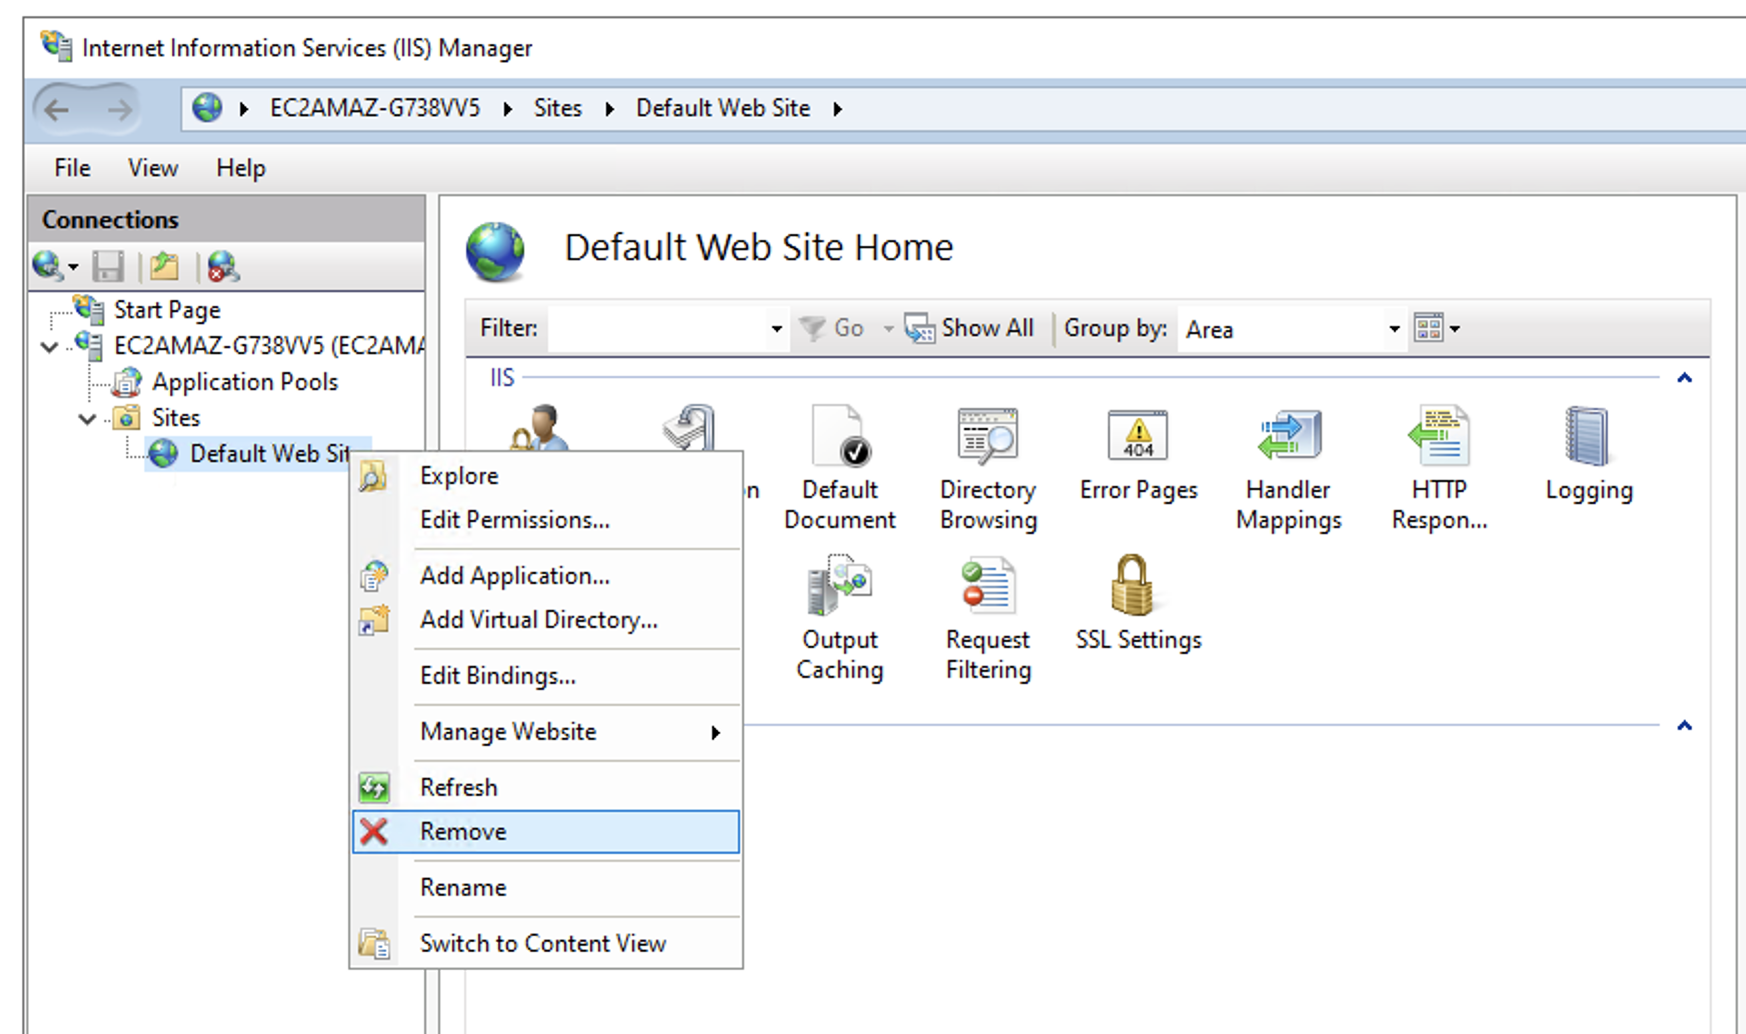 Internet Information Services (IIS) Manager
EC2AMAZ-G738VV5 Sites Default Web Site
File View Help
Connections
Start Page
EC2AMAZ-G738VV5 (EC2AMA
Application Pools
Sites
Default Web Sit
Default Web Site Home
Filter: Go Show All Group by: Area
IIS
404
n
Default Document
Directory Browsing
Error Pages
Handler Mappings
HTTP Respon...
Logging
Output Caching
Request Filtering
SSL Settings
Explore
Edit Permissions...
Add Application...
Add Virtual Directory...
Edit Bindings...
Manage Website
Refresh
Remove
Rename
Switch to Content View